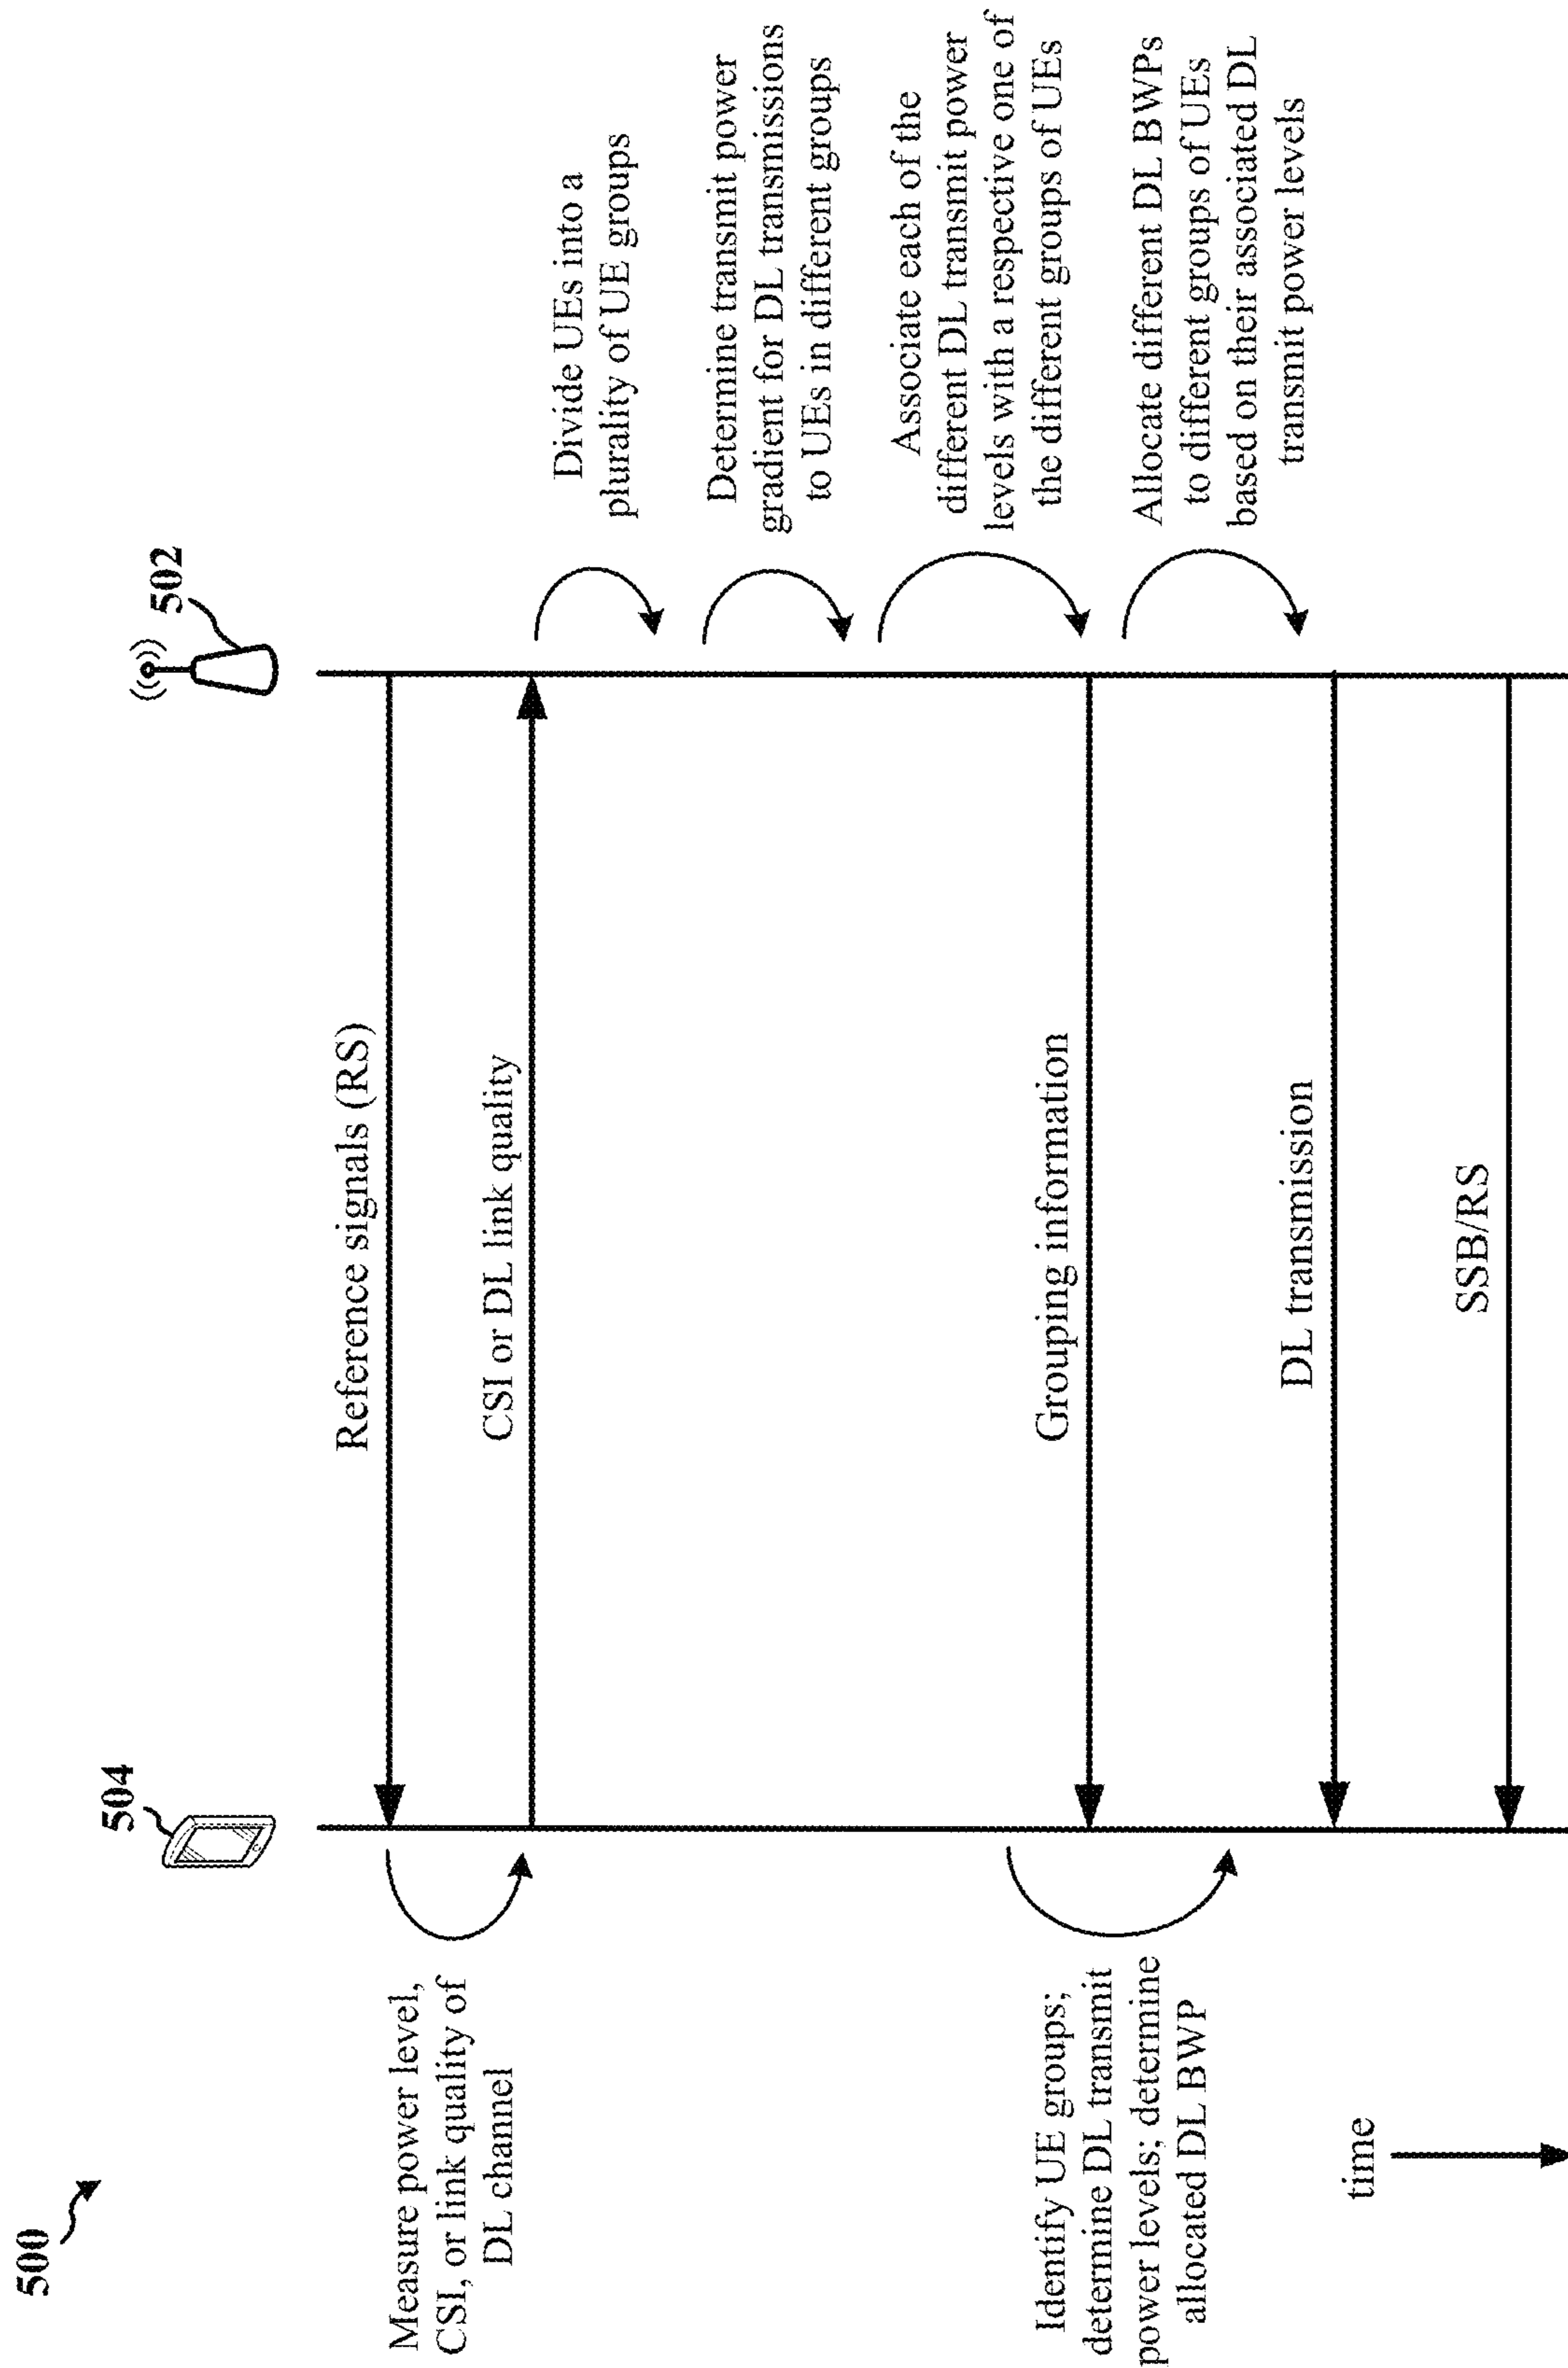 500
504
502
Reference signals (RS)
Measure power level,
CSI, or link quality of
DL channel
CSI or DL link quality
Divide UEs into a
plurality of UE groups
Determine transmit power
gradient for DL transmissions
to UEs in different groups
Associate each of the
different DL transmit power
levels with a respective one of
the different groups of UEs
Grouping information
Identify UE groups;
determine DL transmit
power levels; determine
allocated DL BWP
Allocate different DL BWPs
to different groups of UEs
based on their associated DL
transmit power levels
DL transmission
SSB/RS
time